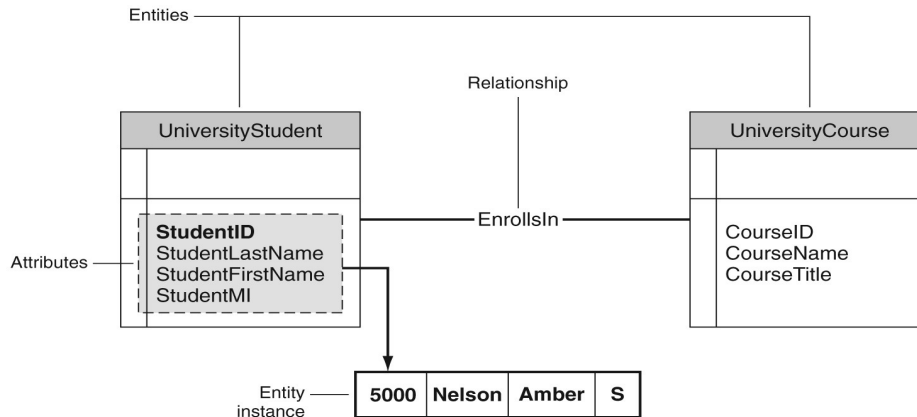 Entities
Relationship
UniversityStudent
UniversityCourse
EnrollsIn
Attributes
StudentID
StudentLastName
StudentFirstName
StudentMI
CourseID
CourseName
CourseTitle
Entity
instance
5000 Nelson Amber S